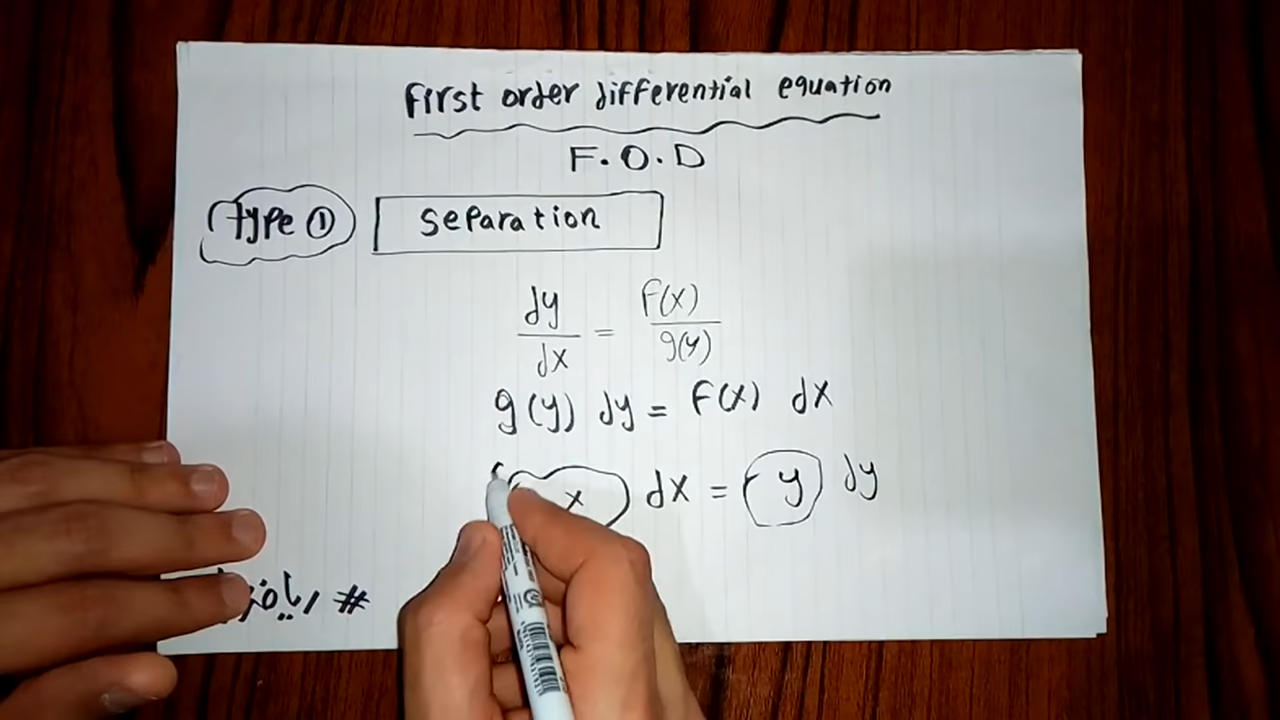 First order differential equation
F.O.D
Type ① Separation
dy/dx = F(x)/g(y)
g(y) dy = F(x) dx
x dx = y dy
#